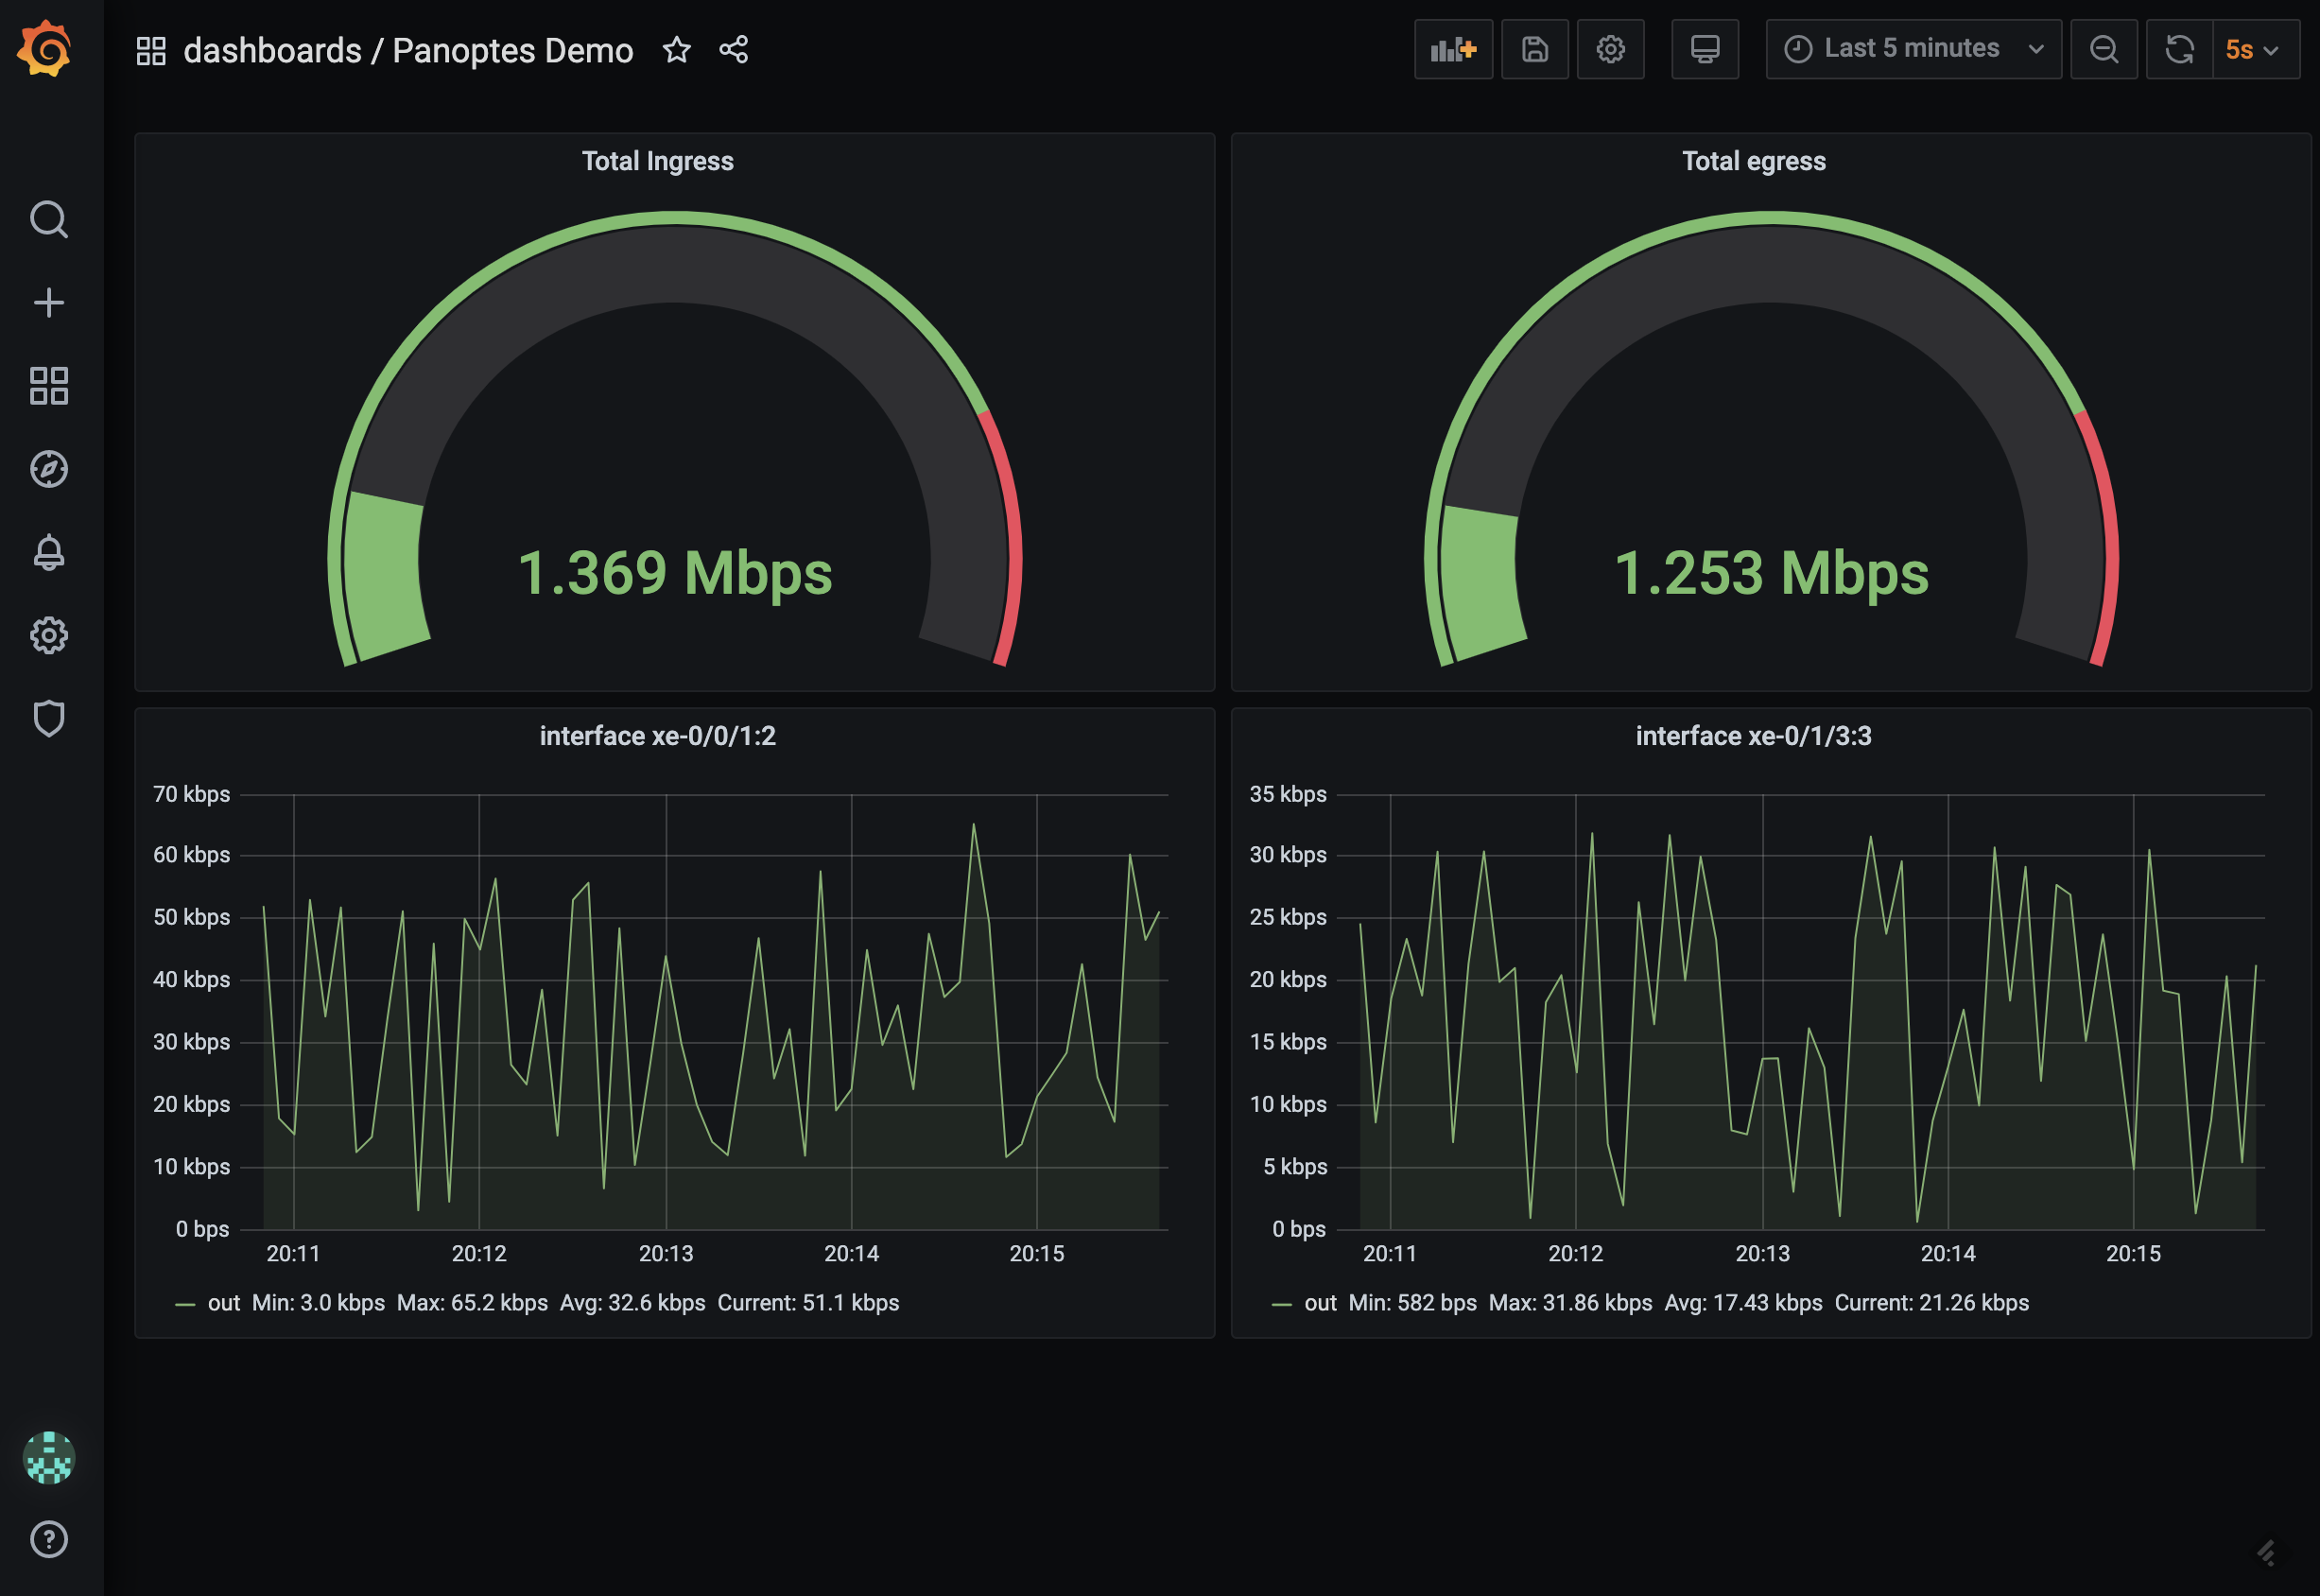 dashboards / Panoptes Demo
Last 5 minutes
5s
Total Ingress
1.369 Mbps
Total egress
1.253 Mbps
interface xe-0/0/1:2
70 kbps
60 kbps
50 kbps
40 kbps
30 kbps
20 kbps
10 kbps
0 bps
20:11 20:12 20:13 20:14 20:15
out Min: 3.0 kbps Max: 65.2 kbps Avg: 32.6 kbps Current: 51.1 kbps
interface xe-0/1/3:3
35 kbps
30 kbps
25 kbps
20 kbps
15 kbps
10 kbps
5 kbps
0 bps
20:11 20:12 20:13 20:14 20:15
out Min: 582 bps Max: 31.86 kbps Avg: 17.43 kbps Current: 21.26 kbps